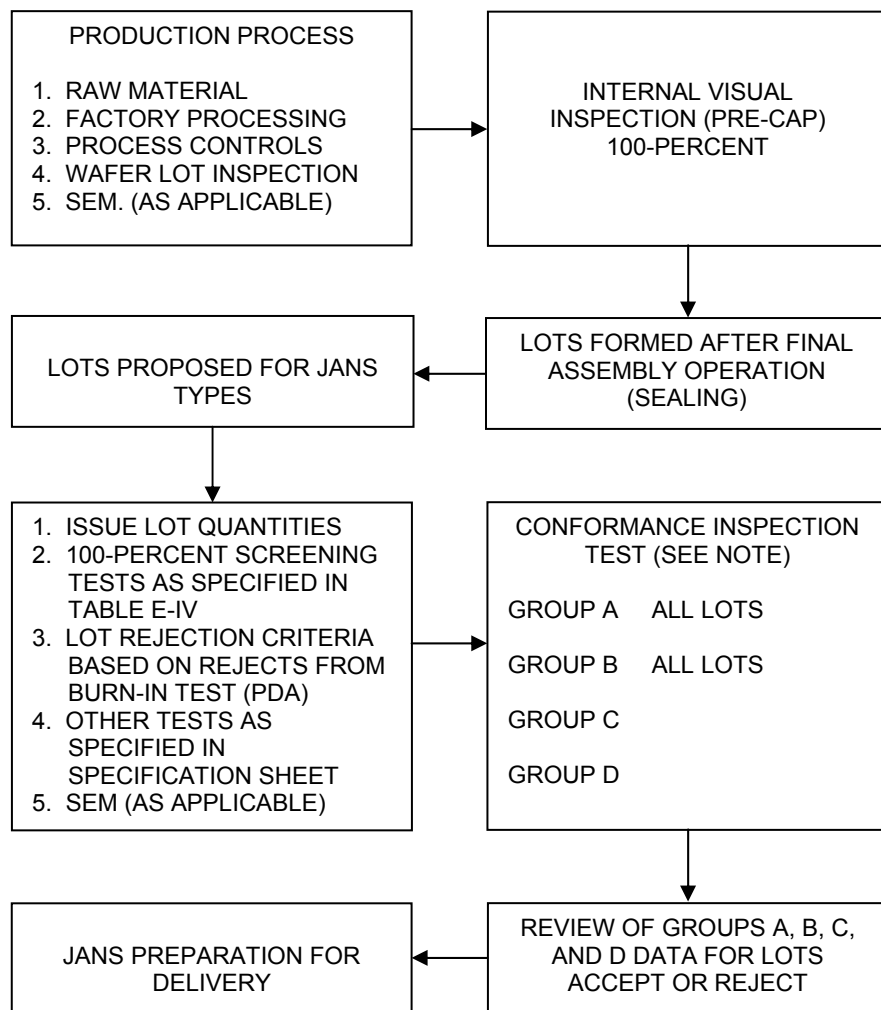 PRODUCTION PROCESS
1. RAW MATERIAL
2. FACTORY PROCESSING
3. PROCESS CONTROLS
4. WAFER LOT INSPECTION
5. SEM. (AS APPLICABLE)
INTERNAL VISUAL
INSPECTION (PRE-CAP)
100-PERCENT
LOTS FORMED AFTER FINAL
ASSEMBLY OPERATION
(SEALING)
LOTS PROPOSED FOR JANS
TYPES
1. ISSUE LOT QUANTITIES
2. 100-PERCENT SCREENING
TESTS AS SPECIFIED IN
TABLE E-IV
3. LOT REJECTION CRITERIA
BASED ON REJECTS FROM
BURN-IN TEST (PDA)
4. OTHER TESTS AS
SPECIFIED IN
SPECIFICATION SHEET
5. SEM (AS APPLICABLE)
CONFORMANCE INSPECTION
TEST (SEE NOTE)
GROUP A ALL LOTS
GROUP B ALL LOTS
GROUP C
GROUP D
REVIEW OF GROUPS A, B, C,
AND D DATA FOR LOTS
ACCEPT OR REJECT
JANS PREPARATION FOR
DELIVERY